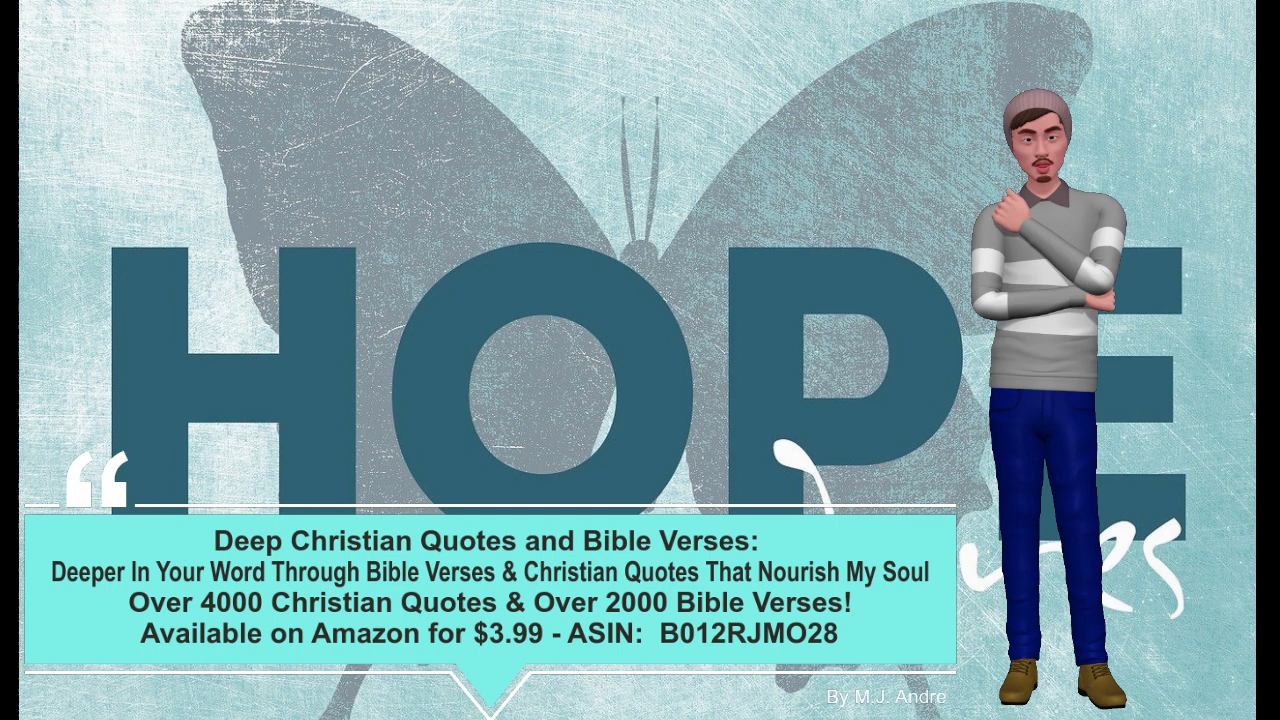 HOPE
“
Deep Christian Quotes and Bible Verses:
Deeper In Your Word Through Bible Verses & Christian Quotes That Nourish My Soul
Over 4000 Christian Quotes & Over 2000 Bible Verses!
Available on Amazon for $3.99 - ASIN: B012RJMO28
By M.J. Andre